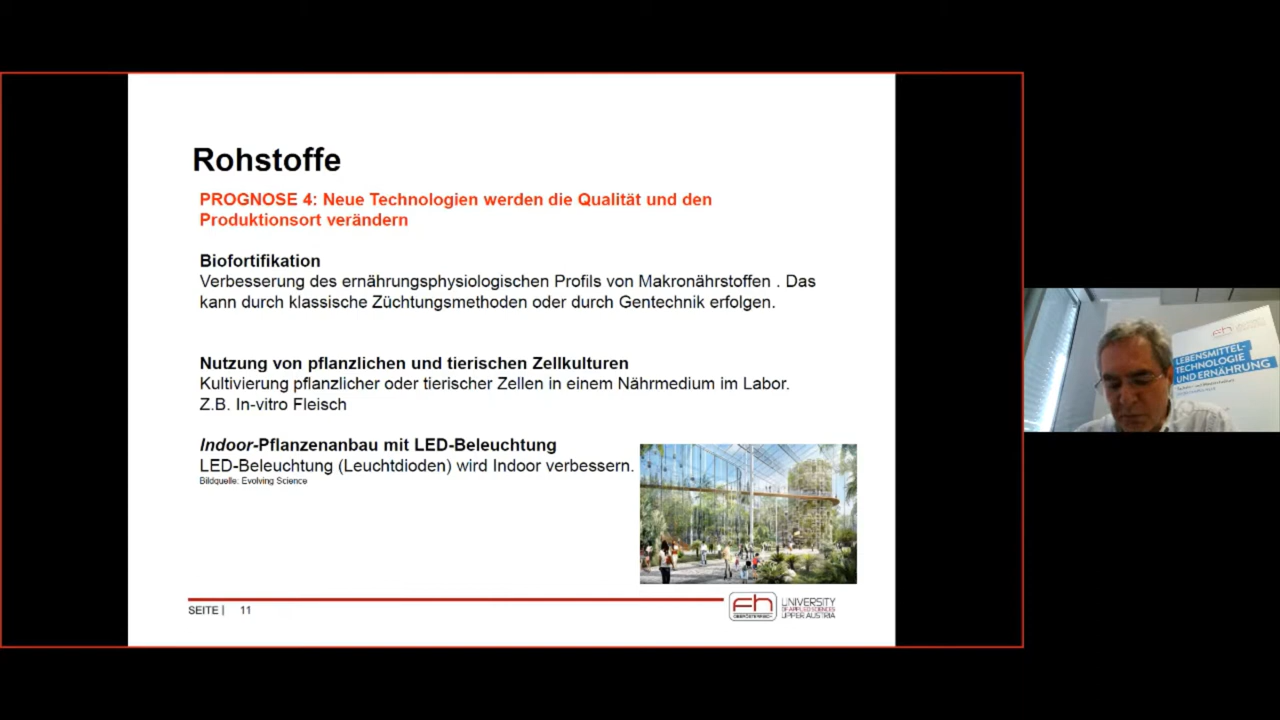 Rohstoffe
PROGNOSE 4: Neue Technologien werden die Qualität und den
Produktionsort verändern
Biofortifikation
Verbesserung des ernährungsphysiologischen Profils von Makronährstoffen . Das
kann durch klassische Züchtungsmethoden oder durch Gentechnik erfolgen.
Nutzung von pflanzlichen und tierischen Zellkulturen
Kultivierung pflanzlicher oder tierischer Zellen in einem Nährmedium im Labor.
Z.B. In-vitro Fleisch
Indoor-Pflanzenanbau mit LED-Beleuchtung
LED-Beleuchtung (Leuchtdioden) wird Indoor verbessern.
Bildquelle: Evolving Science
SEITE | 11
fh
OBERÖSTERREICH
UNIVERSITY
OF APPLIED SCIENCES
UPPER AUSTRIA
fh
LEBENSMITTEL-
TECHNOLOGIE
UND ERNÄHRUNG